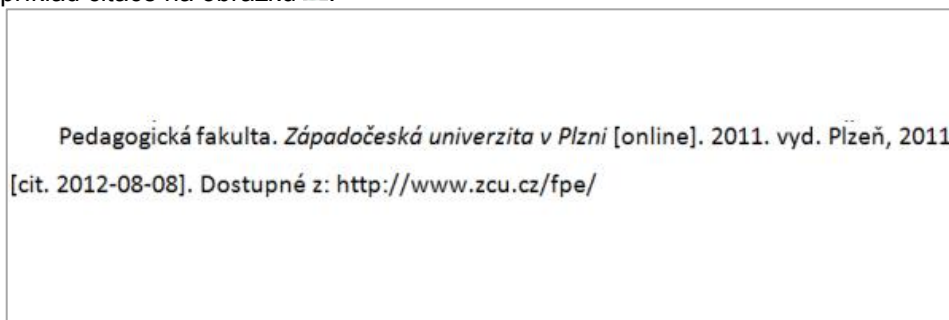 Pedagogická fakulta. Západočeská univerzita v Plzni [online]. 2011. vyd. Plzeň, 2011
[cit. 2012-08-08]. Dostupné z: http://www.zcu.cz/fpe/